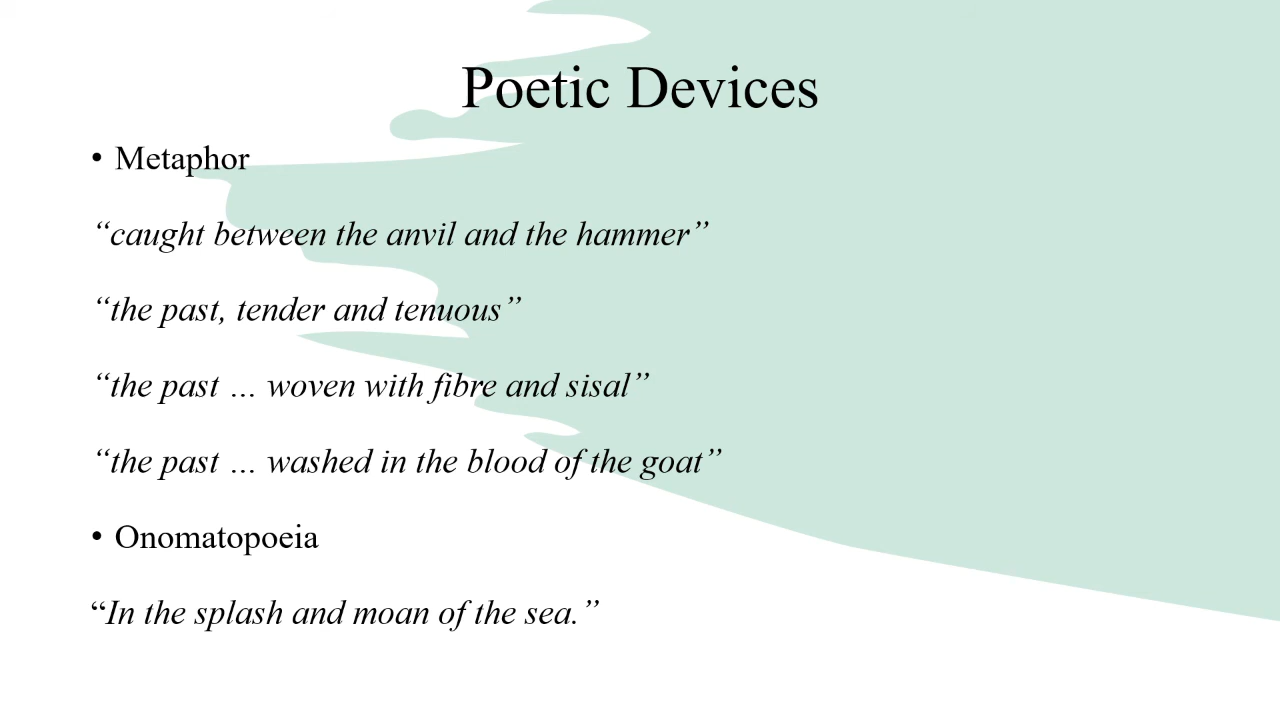 Poetic Devices
• Metaphor
“caught between the anvil and the hammer”
“the past, tender and tenuous”
“the past … woven with fibre and sisal”
“the past … washed in the blood of the goat”
• Onomatopoeia
“In the splash and moan of the sea.”